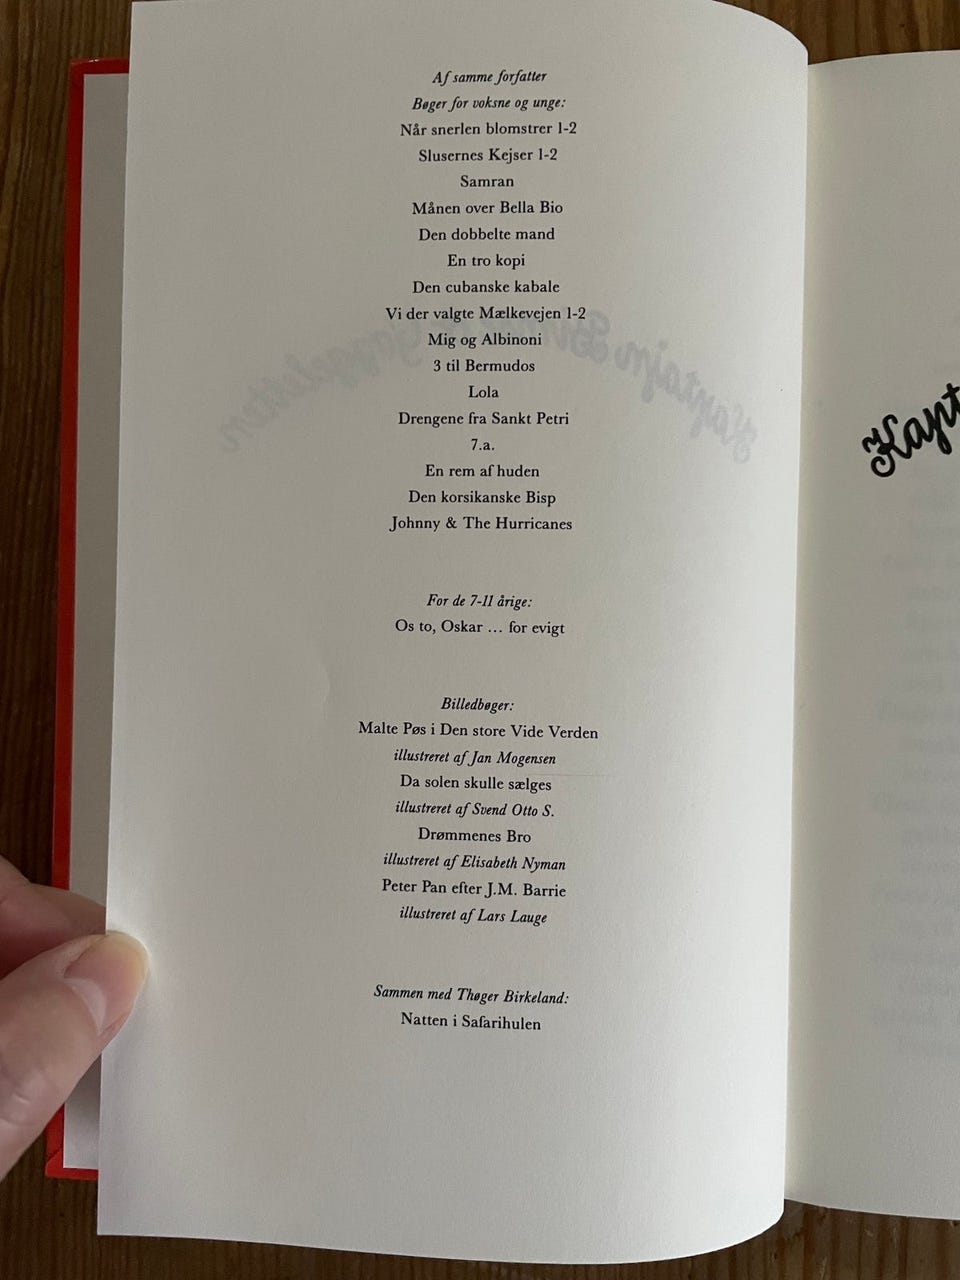 Af samme forfatter
Bøger for voksne og unge:
Når snerlen blomstrer 1-2
Slusernes Kejser 1-2
Samran
Månen over Bella Bio
Den dobbelte mand
En tro kopi
Den cubanske kabale
Vi der valgte Mælkevejen 1-2
Mig og Albinoni
3 til Bermudos
Lola
Drengene fra Sankt Petri
7.a.
En rem af huden
Den korsikanske Bisp
Johnny & The Hurricanes
For de 7-11 årige:
Os to, Oskar ... for evigt
Billedbøger:
Malte Pøs i Den store Vide Verden
illustreret af Jan Mogensen
Da solen skulle sælges
illustreret af Svend Otto S.
Drømmenes Bro
illustreret af Elisabeth Nyman
Peter Pan efter J.M. Barrie
illustreret af Lars Lauge
Sammen med Thøger Birkeland:
Natten i Safarihulen
Kapt